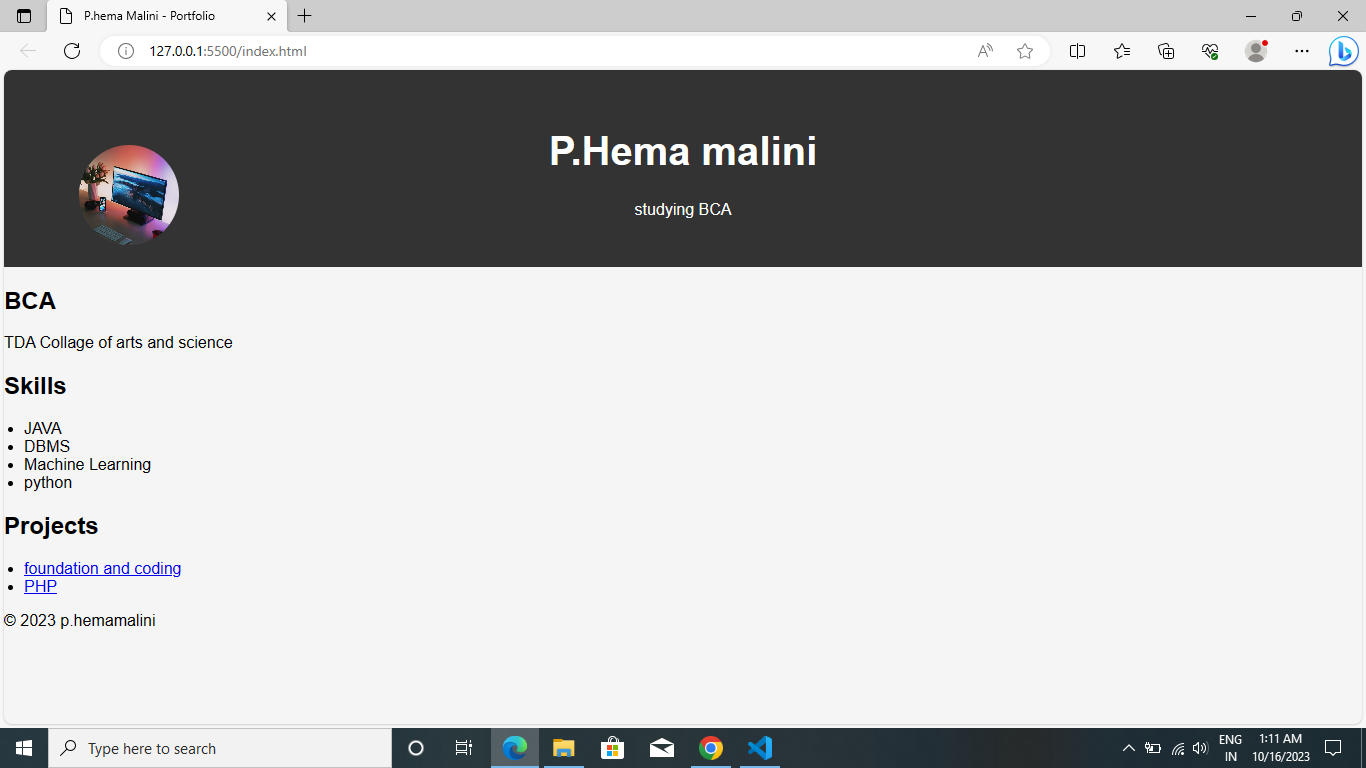 P.hema Malini - Portfolio
127.0.0.1:5500/index.html
P.Hema malini
studying BCA
BCA
TDA Collage of arts and science
Skills
JAVA
DBMS
Machine Learning
python
Projects
foundation and coding
PHP
© 2023 p.hemamalini
Type here to search
ENG
IN
1:11 AM
10/16/2023